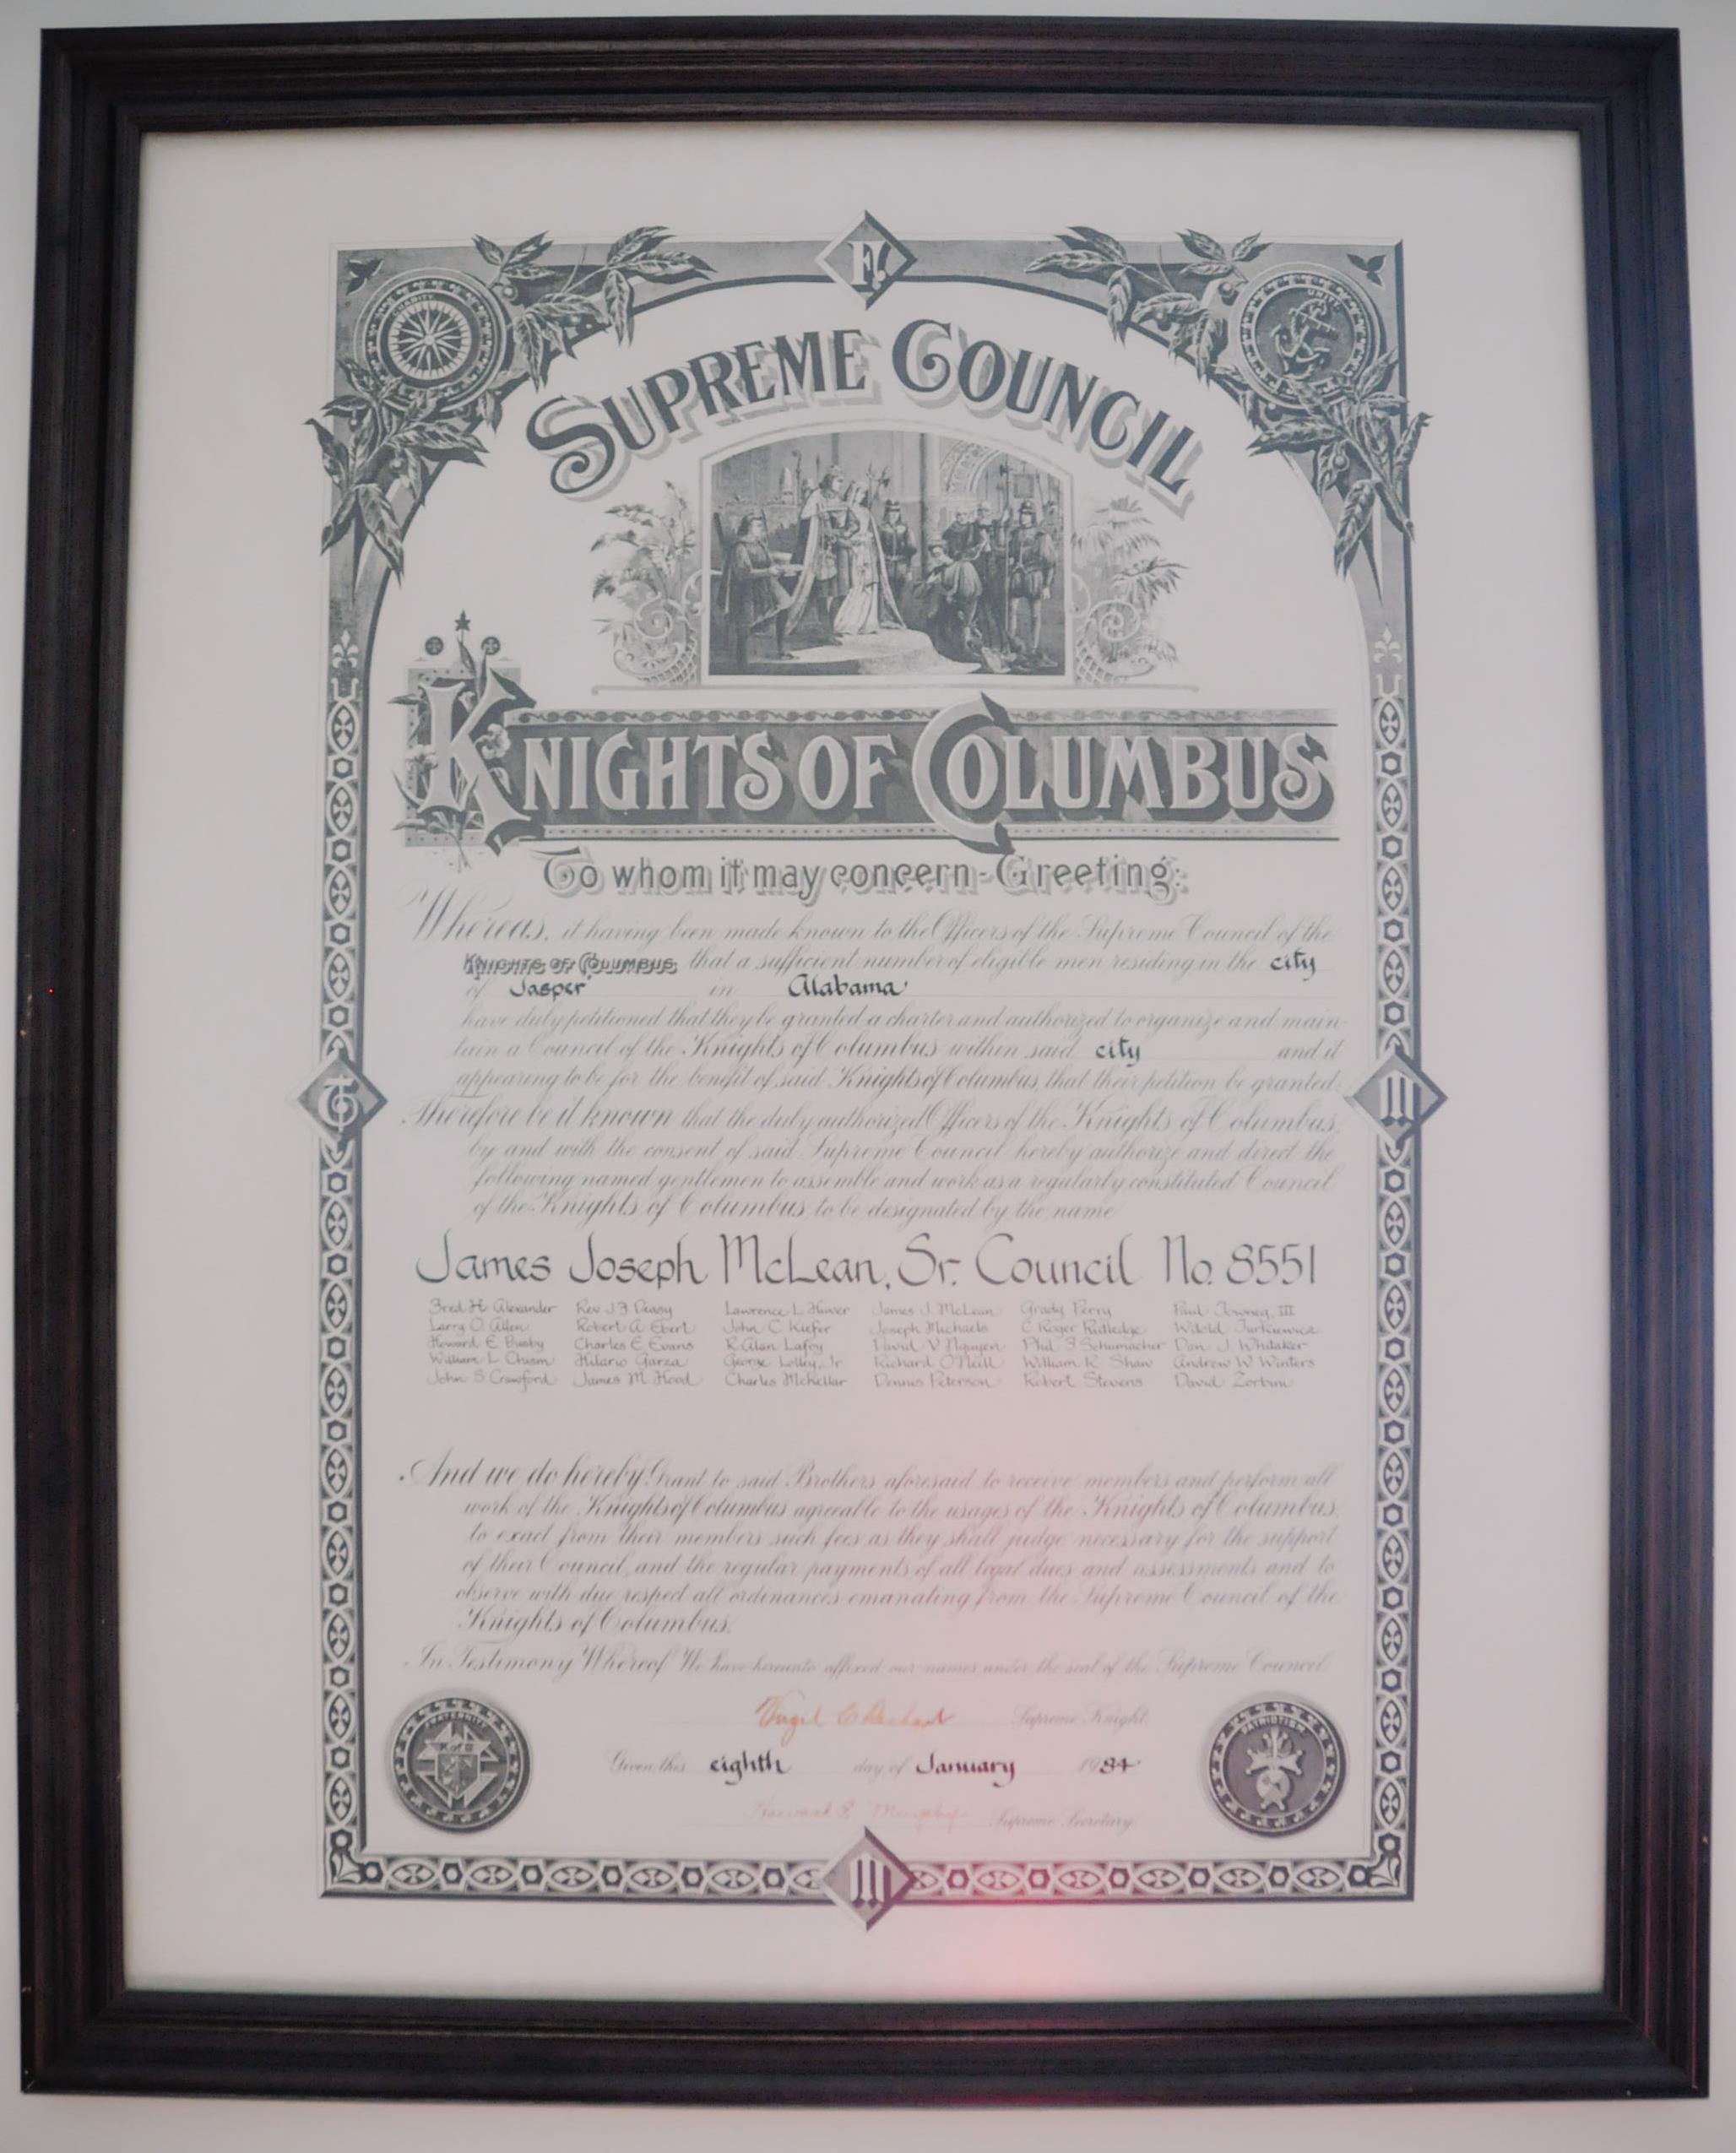 F.
CHARITY
UNITY
SUPREME COUNCIL
KNIGHTS OF COLUMBUS
To whom it may concern - Greeting:
Whereas, it having been made known to the Officers of the Supreme Council of the
KNIGHTS OF COLUMBUS that a sufficient number of eligible men residing in the city
of Jasper in Alabama
have duly petitioned that they be granted a charter and authorized to organize and main-
tain a Council of the Knights of Columbus within said city and it
appearing to be for the benefit of said Knights of Columbus, that their petition be granted.
Therefore be it known that the duly authorized Officers of the Knights of Columbus,
by and with the consent of said Supreme Council hereby authorize and direct the
following named gentlemen to assemble and work as a regularly constituted Council
of the Knights of Columbus to be designated by the name
James Joseph McLean, Sr. Council No. 8551
Fred H. Alexander Rev. J. F. Deasy Lawrence L. James J. McLean Grady Perry Paul III
Larry O. Allen Robert A. Ebert John C. Kiefer Joseph Michaels C. Roger Rutledge Witold Jurkiewicz
Howard E. Busby Charles E. Evans R. Alan Lafoy David V. Nguyen Phil F. Schumacher Dan J. Whitaker
William L. Chism Hilario Garza George Lolley, Jr. Richard O'Neill William R. Shaw Andrew W. Winters
John S. Crawford James M. Hood Charles McKellar Dennis Peterson Robert Stevens David
And we do hereby Grant to said Brothers aforesaid to receive members and perform all
work of the Knights of Columbus agreeable to the usages of the Knights of Columbus,
to exact from their members such fees as they shall judge necessary for the support
of their Council, and the regular payments of all legal dues and assessments and to
observe with due respect all ordinances emanating from the Supreme Council of the
Knights of Columbus.
In Testimony Whereof We have hereunto affixed our names under the seal of the Supreme Council.
Virgil C. Dechant Supreme Knight
Given this eighth day of January 1984
Howard E. Murphy Supreme Secretary
FRATERNITY
K of C
PATRIOTISM